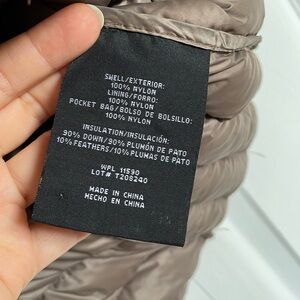 SHELL/EXTERIOR:
100% NYLON
LINING/FORRO:
100% NYLON
POCKET BAG/BOLSO DE BOLSILLO:
100% NYLON
INSULATION/INSULACIÓN:
90% DOWN/90% PLUMÓN DE PATO
10% FEATHERS/10% PLUMAS DE PATO
WPL 11590
LOT# T208240
MADE IN CHINA
HECHO EN CHINA